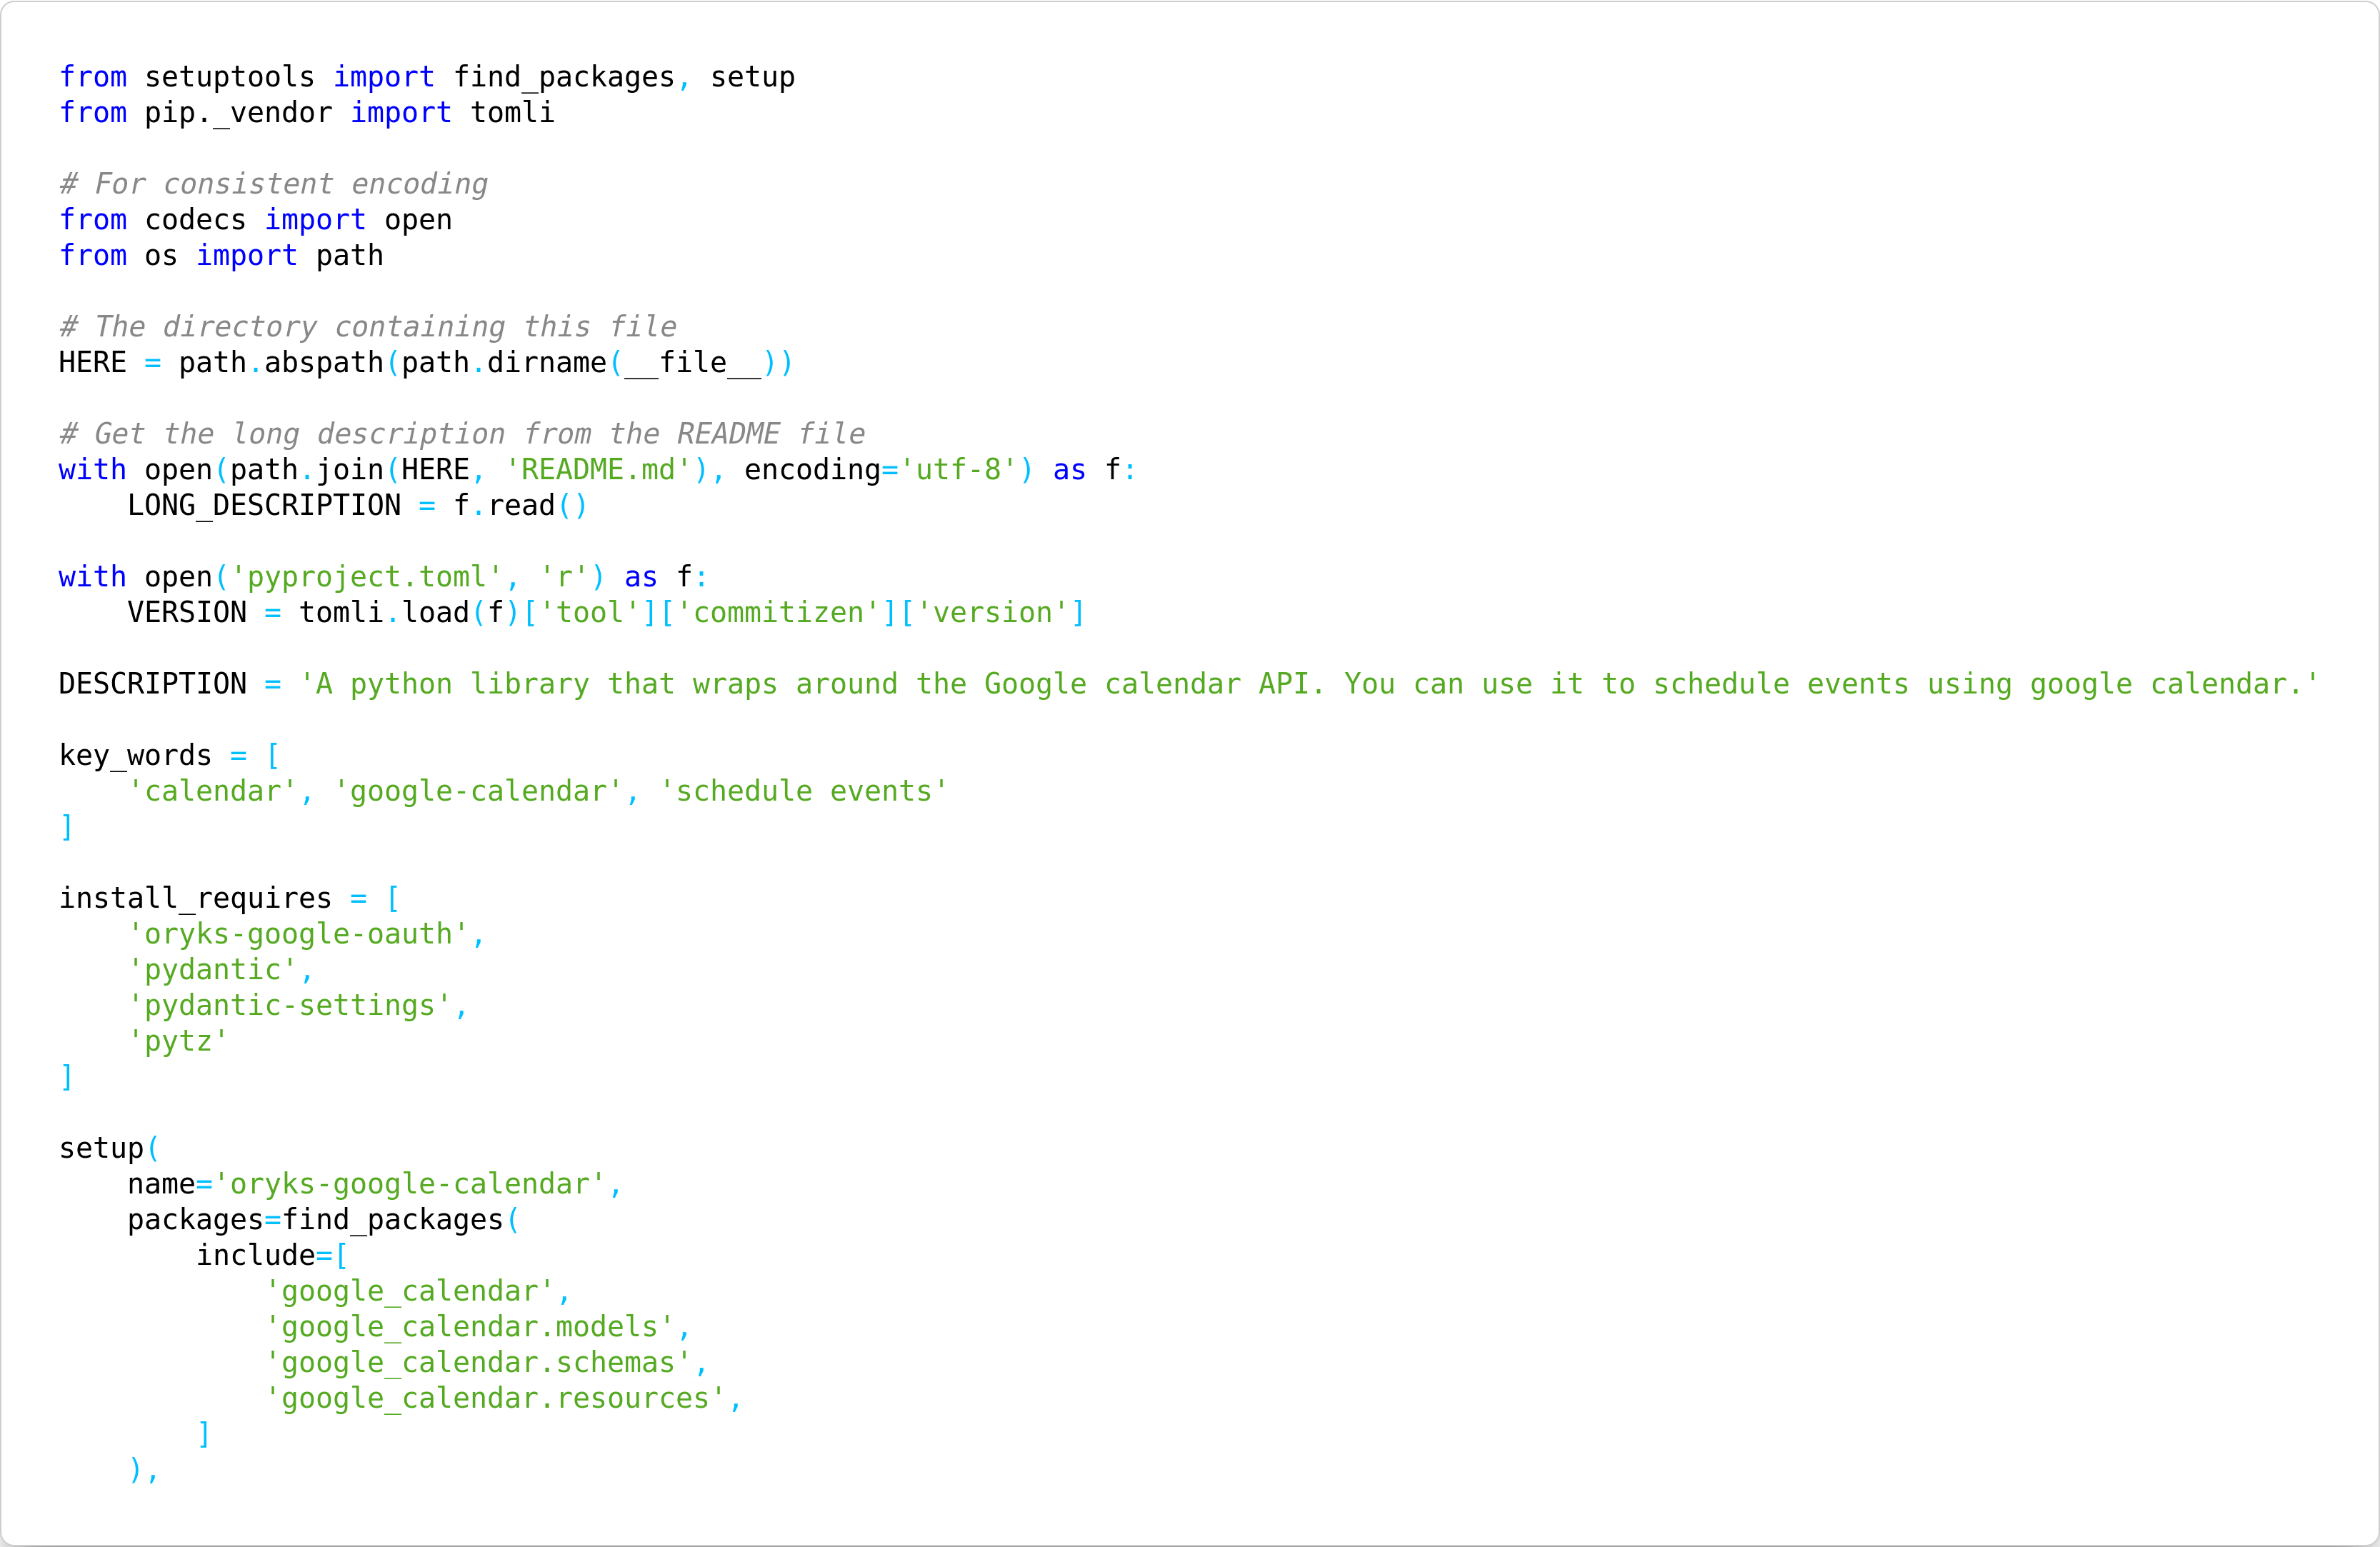 from setuptools import find_packages, setup
from pip._vendor import tomli

# For consistent encoding
from codecs import open
from os import path

# The directory containing this file
HERE = path.abspath(path.dirname(__file__))

# Get the long description from the README file
with open(path.join(HERE, 'README.md'), encoding='utf-8') as f:
    LONG_DESCRIPTION = f.read()

with open('pyproject.toml', 'r') as f:
    VERSION = tomli.load(f)['tool']['commitizen']['version']

DESCRIPTION = 'A python library that wraps around the Google calendar API. You can use it to schedule events using google calendar.'

key_words = [
    'calendar', 'google-calendar', 'schedule events'
]

install_requires = [
    'oryks-google-oauth',
    'pydantic',
    'pydantic-settings',
    'pytz'
]

setup(
    name='oryks-google-calendar',
    packages=find_packages(
        include=[
            'google_calendar',
            'google_calendar.models',
            'google_calendar.schemas',
            'google_calendar.resources',
        ]
    ),